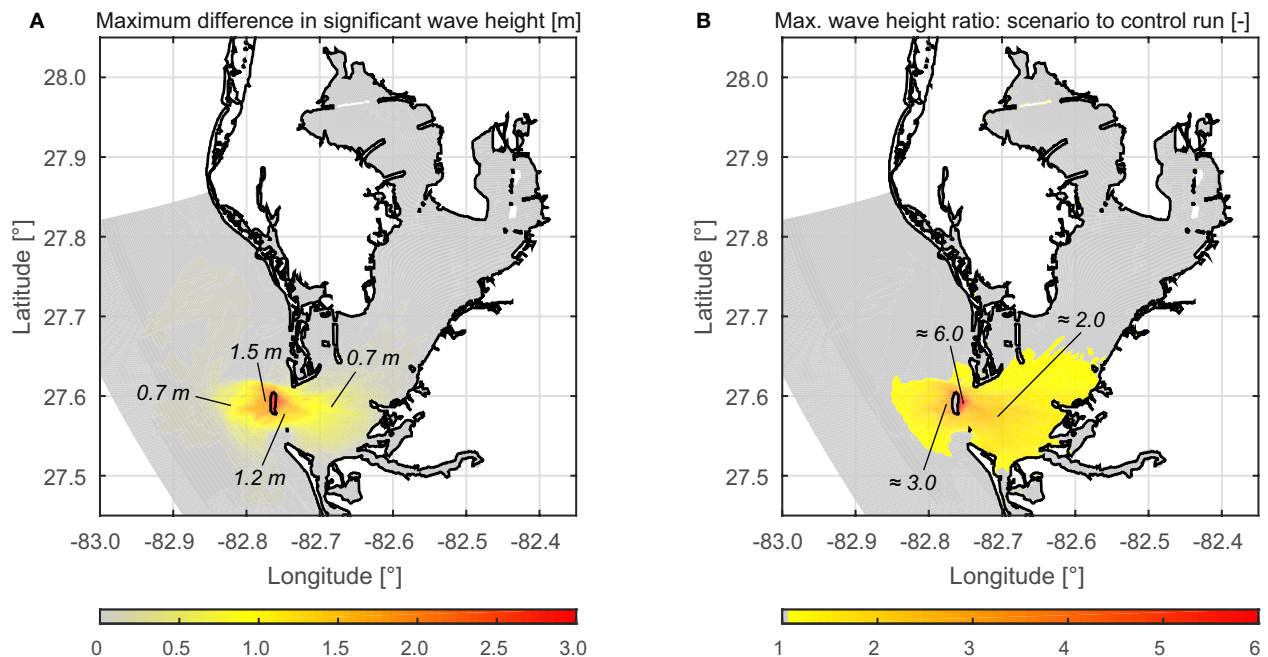 A Maximum difference in significant wave height [m]
28.0
27.9
27.8
27.7
27.6
27.5
Latitude [°]
1.5 m
0.7 m
0.7 m
1.2 m
-83.0 -82.9 -82.8 -82.7 -82.6 -82.5 -82.4
Longitude [°]
0 0.5 1.0 1.5 2.0 2.5 3.0
B Max. wave height ratio: scenario to control run [-]
28.0
27.9
27.8
27.7
27.6
27.5
Latitude [°]
≈ 2.0
≈ 6.0
≈ 3.0
-83.0 -82.9 -82.8 -82.7 -82.6 -82.5 -82.4
Longitude [°]
1 2 3 4 5 6